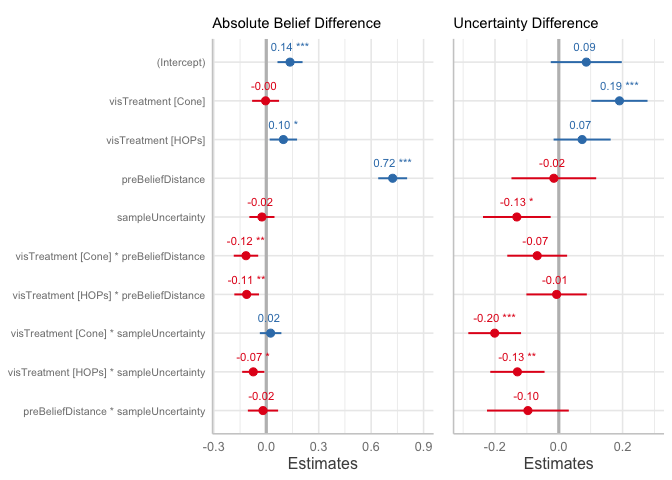 Absolute Belief Difference Uncertainty Difference
(Intercept) 0.14 *** 0.09
visTreatment [Cone] -0.00 0.19 ***
visTreatment [HOPs] 0.10 * 0.07
preBeliefDistance 0.72 *** -0.02
sampleUncertainty -0.02 -0.13 *
visTreatment [Cone] * preBeliefDistance -0.12 ** -0.07
visTreatment [HOPs] * preBeliefDistance -0.11 ** -0.01
visTreatment [Cone] * sampleUncertainty 0.02 -0.20 ***
visTreatment [HOPs] * sampleUncertainty -0.07 * -0.13 **
preBeliefDistance * sampleUncertainty -0.02 -0.10
-0.3 0.0 0.3 0.6 0.9 -0.2 0.0 0.2
Estimates Estimates